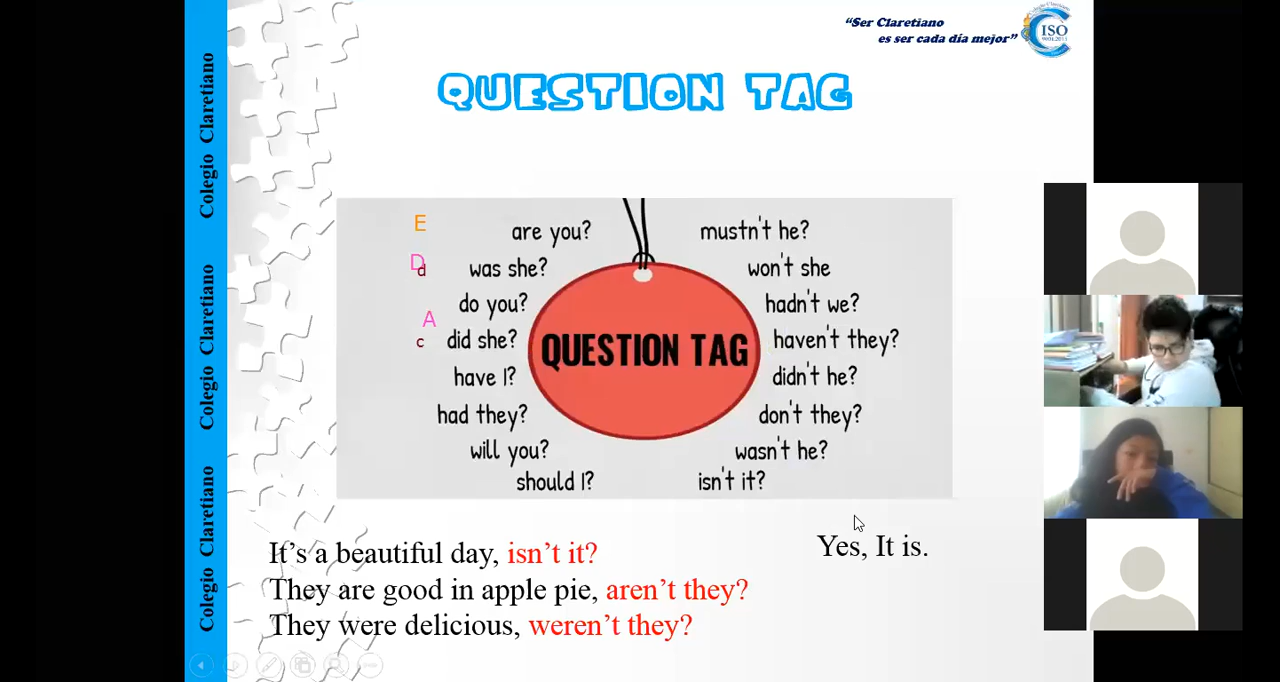 “Ser Claretiano
es ser cada día mejor”
ISO
QUESTION TAG
Colegio Claretiano
Colegio Claretiano
Colegio Claretiano
E
D
d
A
c
are you?
was she?
do you?
did she?
have I?
had they?
will you?
should I?
QUESTION TAG
mustn't he?
won't she
hadn't we?
haven't they?
didn't he?
don't they?
wasn't he?
isn't it?
It’s a beautiful day, isn’t it?
They are good in apple pie, aren’t they?
They were delicious, weren’t they?
Yes, It is.